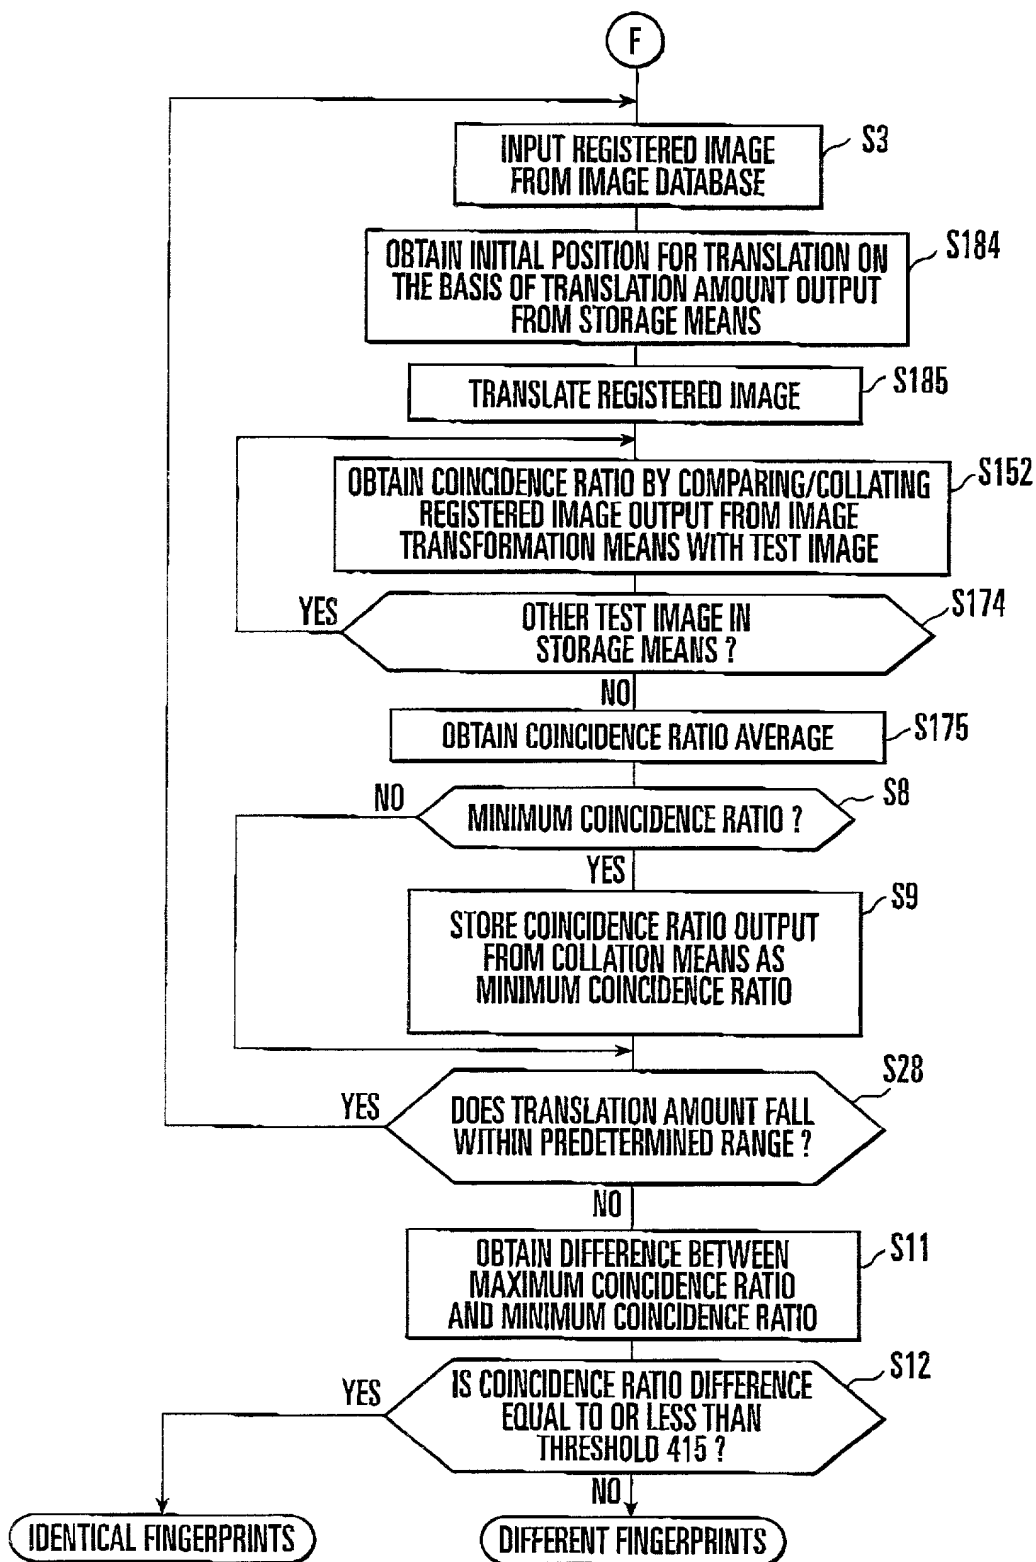 F
INPUT REGISTERED IMAGE
FROM IMAGE DATABASE
S3
OBTAIN INITIAL POSITION FOR TRANSLATION ON
THE BASIS OF TRANSLATION AMOUNT OUTPUT
FROM STORAGE MEANS
S184
TRANSLATE REGISTERED IMAGE
S185
OBTAIN COINCIDENCE RATIO BY COMPARING/COLLATING
REGISTERED IMAGE OUTPUT FROM IMAGE
TRANSFORMATION MEANS WITH TEST IMAGE
S152
YES
OTHER TEST IMAGE IN
STORAGE MEANS ?
S174
NO
OBTAIN COINCIDENCE RATIO AVERAGE
S175
NO
MINIMUM COINCIDENCE RATIO ?
S8
YES
STORE COINCIDENCE RATIO OUTPUT
FROM COLLATION MEANS AS
MINIMUM COINCIDENCE RATIO
S9
YES
DOES TRANSLATION AMOUNT FALL
WITHIN PREDETERMINED RANGE ?
S28
NO
OBTAIN DIFFERENCE BETWEEN
MAXIMUM COINCIDENCE RATIO
AND MINIMUM COINCIDENCE RATIO
S11
YES
IS COINCIDENCE RATIO DIFFERENCE
EQUAL TO OR LESS THAN
THRESHOLD 415 ?
S12
NO
IDENTICAL FINGERPRINTS
DIFFERENT FINGERPRINTS